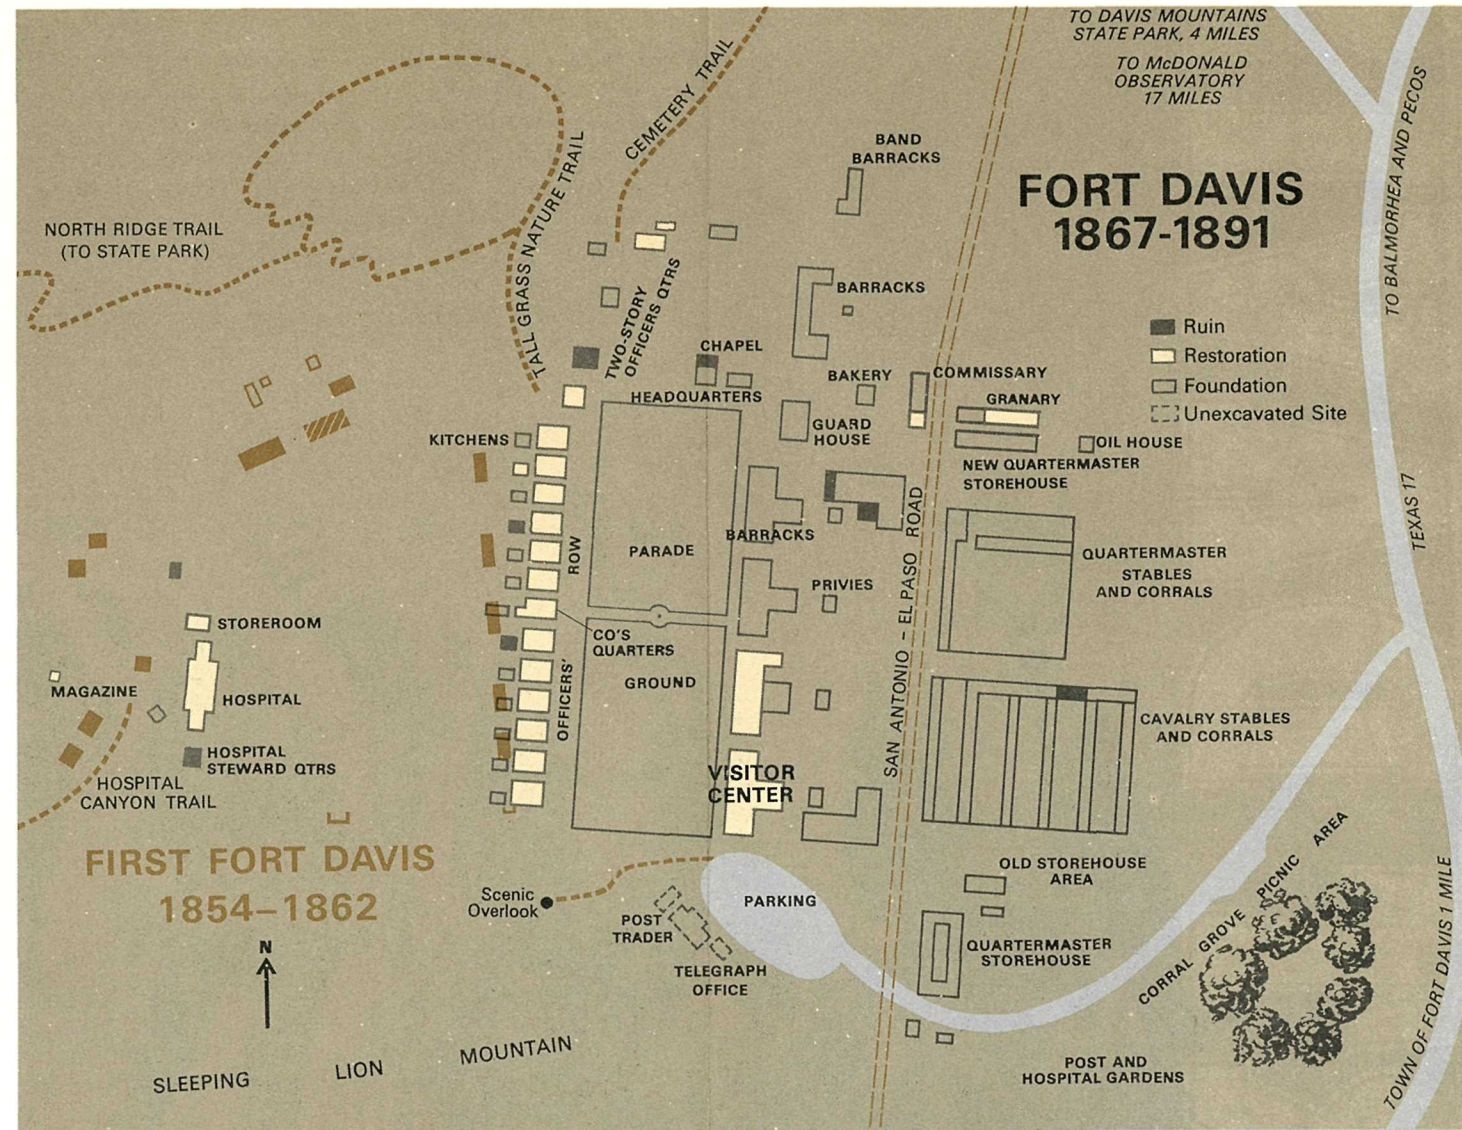 TO DAVIS MOUNTAINS
STATE PARK, 4 MILES
TO McDONALD
OBSERVATORY
17 MILES
TO BALMORHEA AND PECOS
CEMETERY TRAIL
BAND
BARRACKS
FORT DAVIS
1867-1891
NORTH RIDGE TRAIL
(TO STATE PARK)
TALL GRASS NATURE TRAIL
TWO-STORY
OFFICERS QTRS
BARRACKS
Ruin
Restoration
Foundation
Unexcavated Site
CHAPEL
HEADQUARTERS
BAKERY
COMMISSARY
GRANARY
GUARD
HOUSE
KITCHENS
OIL HOUSE
NEW QUARTERMASTER
STOREHOUSE
TEXAS 17
BARRACKS
PARADE
ROW
QUARTERMASTER
STABLES
AND CORRALS
PRIVIES
SAN ANTONIO - EL PASO ROAD
STOREROOM
CO'S
QUARTERS
GROUND
OFFICERS'
MAGAZINE
HOSPITAL
CAVALRY STABLES
AND CORRALS
HOSPITAL
STEWARD QTRS
HOSPITAL
CANYON TRAIL
VISITOR
CENTER
FIRST FORT DAVIS
1854–1862
OLD STOREHOUSE
AREA
CORRAL GROVE PICNIC AREA
Scenic
Overlook
PARKING
POST
TRADER
TELEGRAPH
OFFICE
QUARTERMASTER
STOREHOUSE
N
TOWN OF FORT DAVIS 1 MILE
POST AND
HOSPITAL GARDENS
SLEEPING LION MOUNTAIN